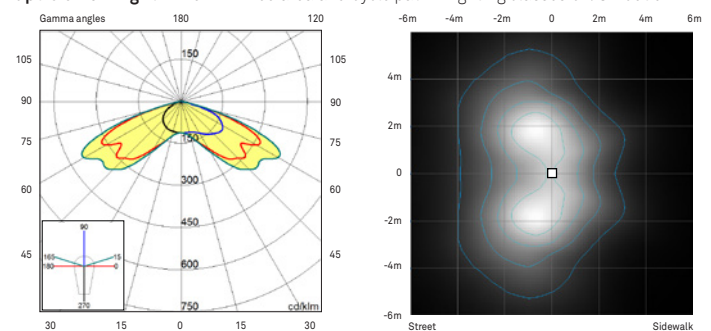 Gamma angles 180 120
-6m -4m -2m 0 2m 4m 6m
105 105
90 90
75 75
60 60
45 45
30 15 0 15 30
150
150
300
450
600
750
cd/klm
90
165 15
180 0
270
4m
2m
0
-2m
-4m
-6m
Street Sidewalk